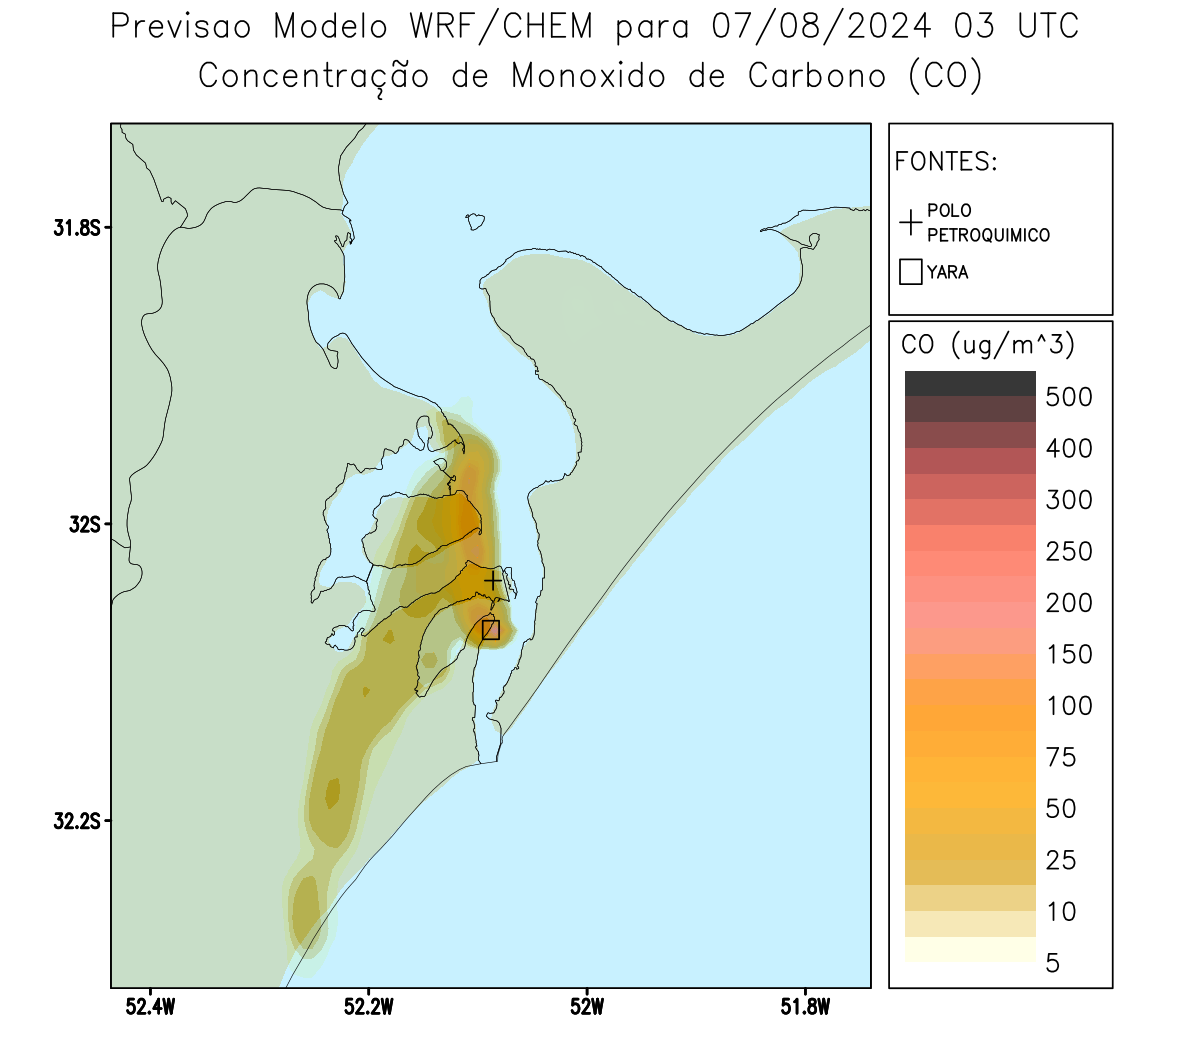 Previsao Modelo WRF/CHEM para 07/08/2024 03 UTC
Concentração de Monoxido de Carbono (CO)
FONTES:
POLO
PETROQUIMICO
YARA
CO (ug/m^3)
500
400
300
250
200
150
100
75
50
25
10
5
31.8S
32S
32.2S
52.4W
52.2W
52W
51.8W